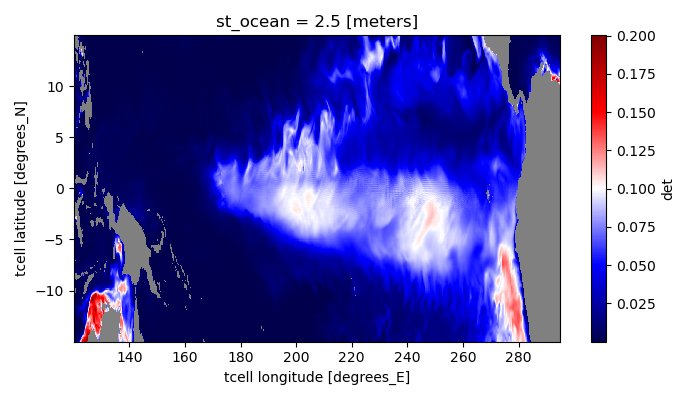 st_ocean = 2.5 [meters]
10
5
0
−5
−10
tcell latitude [degrees_N]
140 160 180 200 220 240 260 280
tcell longitude [degrees_E]
0.200
0.175
0.150
0.125
0.100
0.075
0.050
0.025
det